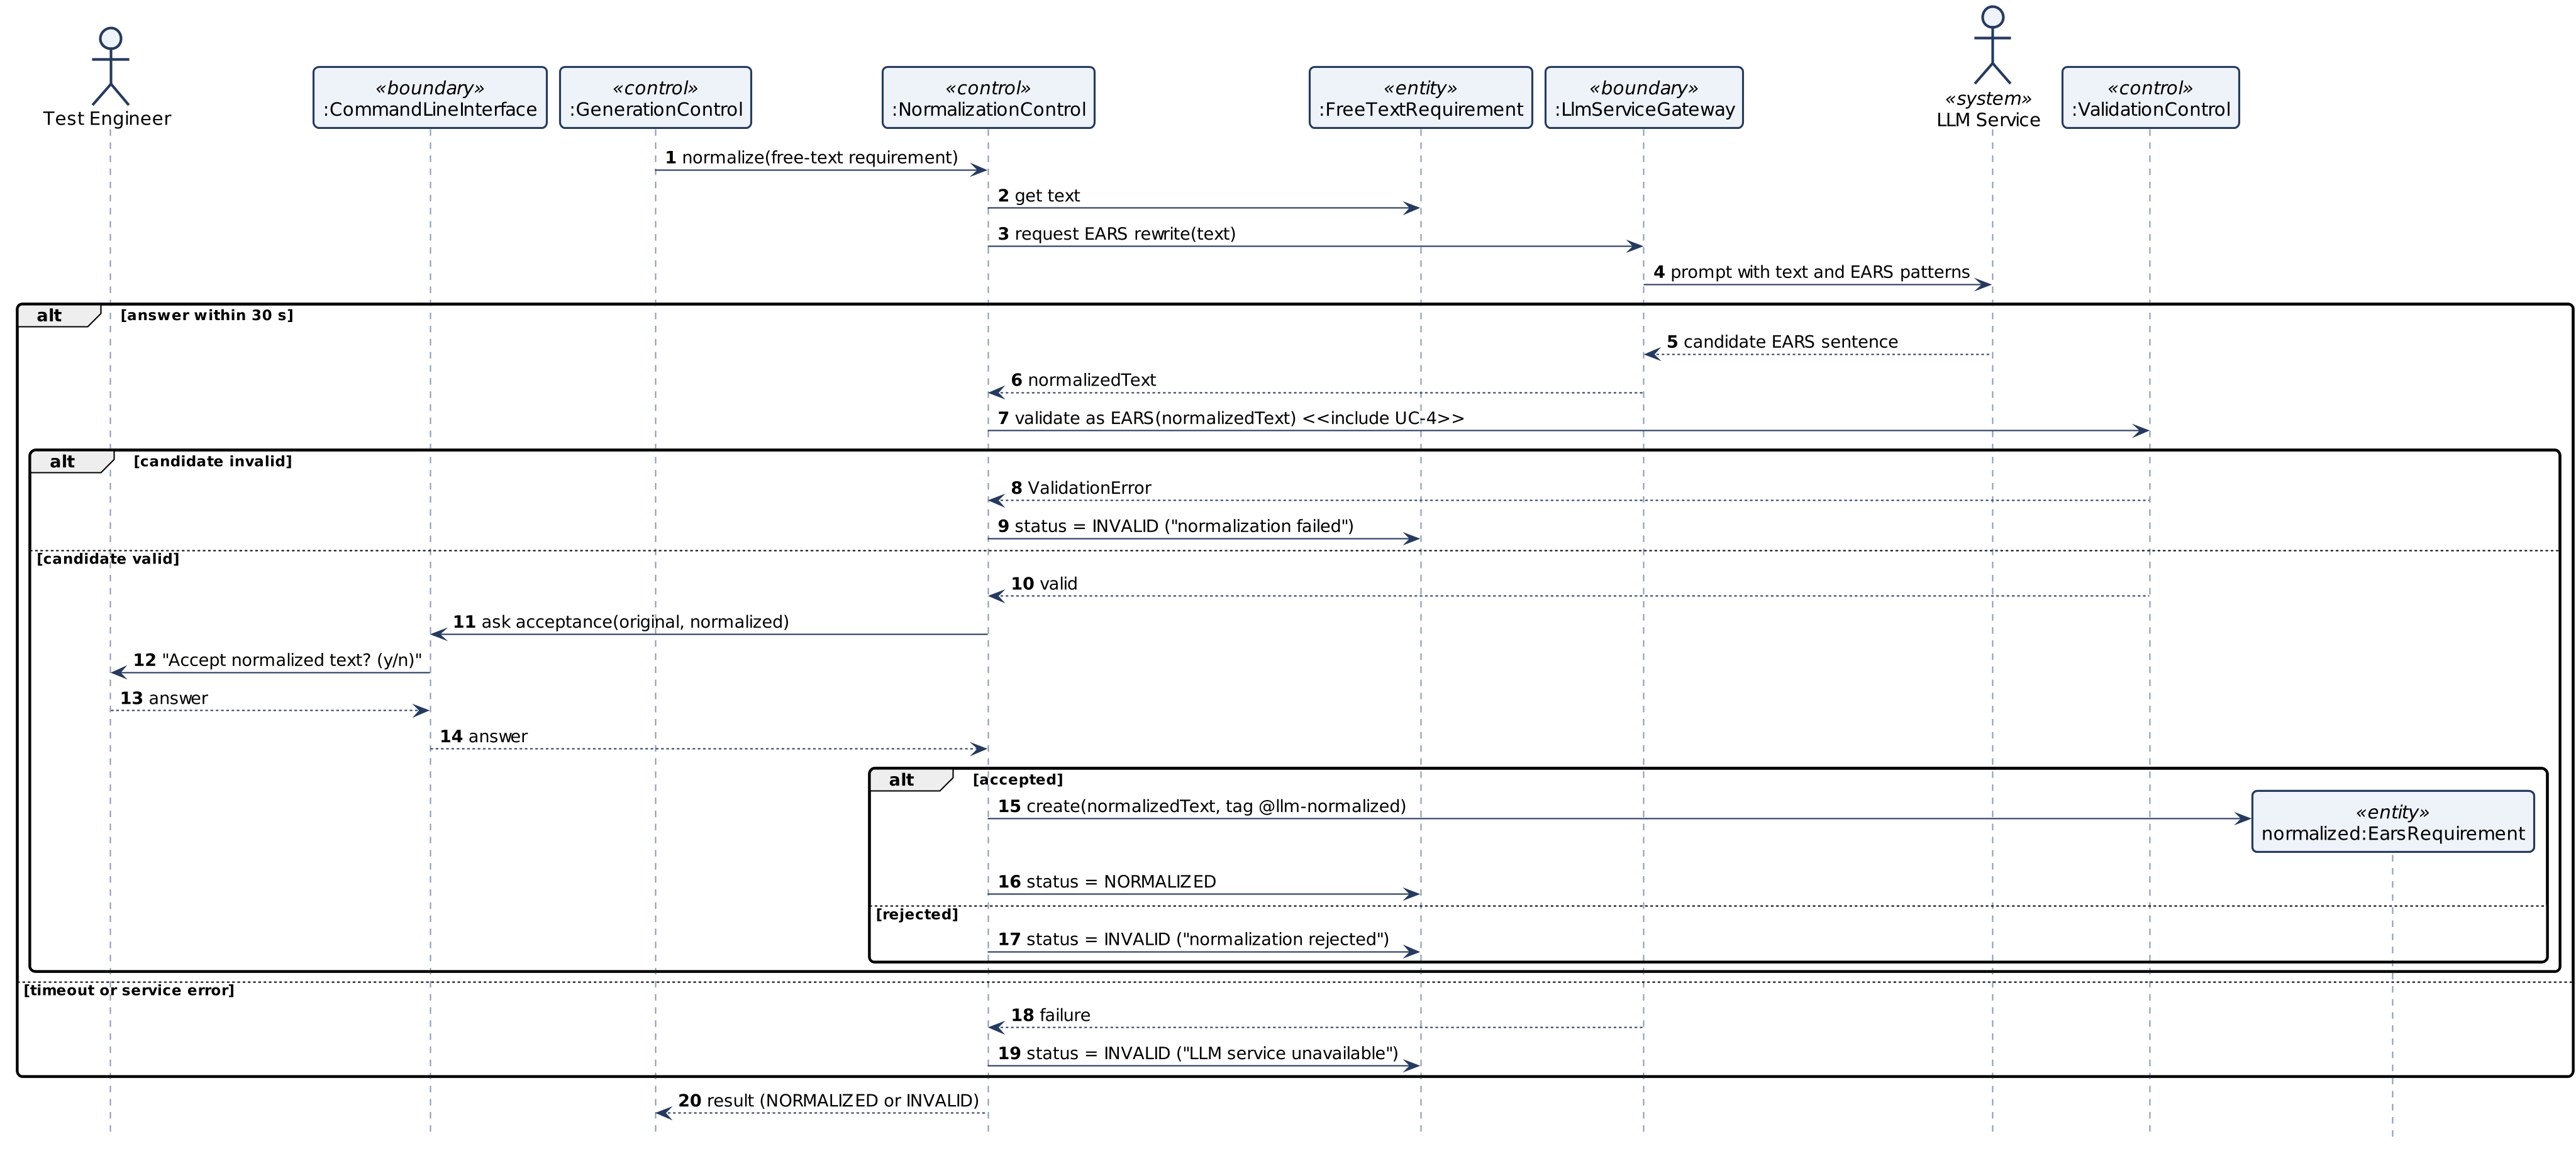 Test Engineer
«boundary»
:CommandLineInterface
«control»
:GenerationControl
«control»
:NormalizationControl
«entity»
:FreeTextRequirement
«boundary»
:LlmServiceGateway
«system»
LLM Service
«control»
:ValidationControl
1 normalize(free-text requirement)
2 get text
3 request EARS rewrite(text)
4 prompt with text and EARS patterns
alt [answer within 30 s]
5 candidate EARS sentence
6 normalizedText
7 validate as EARS(normalizedText) <<include UC-4>>
alt [candidate invalid]
8 ValidationError
9 status = INVALID ("normalization failed")
[candidate valid]
10 valid
11 ask acceptance(original, normalized)
12 "Accept normalized text? (y/n)"
13 answer
14 answer
alt [accepted]
15 create(normalizedText, tag @llm-normalized)
«entity»
normalized:EarsRequirement
16 status = NORMALIZED
[rejected]
17 status = INVALID ("normalization rejected")
[timeout or service error]
18 failure
19 status = INVALID ("LLM service unavailable")
20 result (NORMALIZED or INVALID)